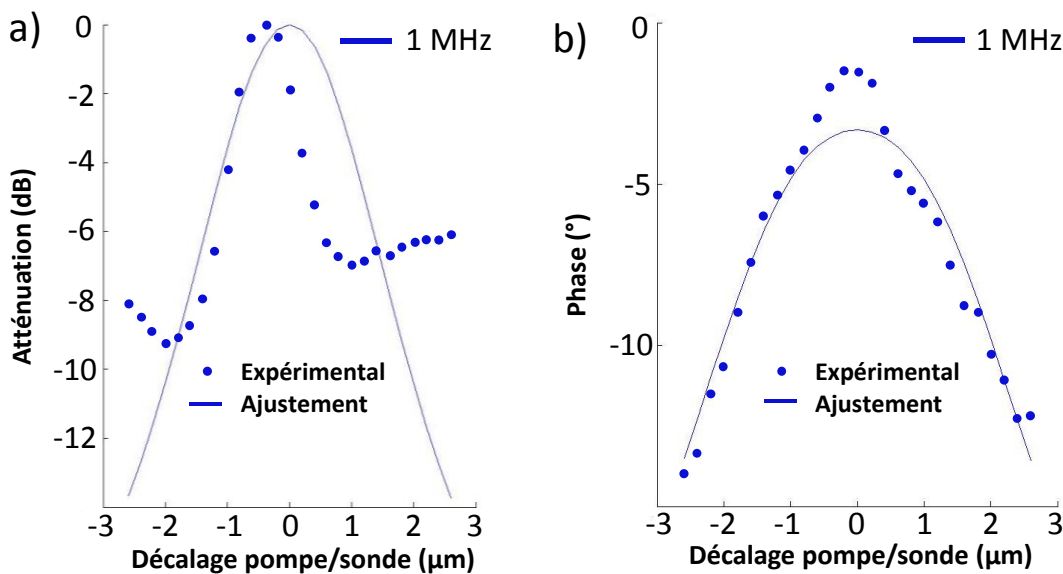 a)
1 MHz
0
-2
-4
-6
-8
-10
-12
Atténuation (dB)
Expérimental
Ajustement
-3 -2 -1 0 1 2 3
Décalage pompe/sonde (µm)
b)
1 MHz
0
-5
-10
Phase (°)
Expérimental
Ajustement
-3 -2 -1 0 1 2 3
Décalage pompe/sonde (µm)